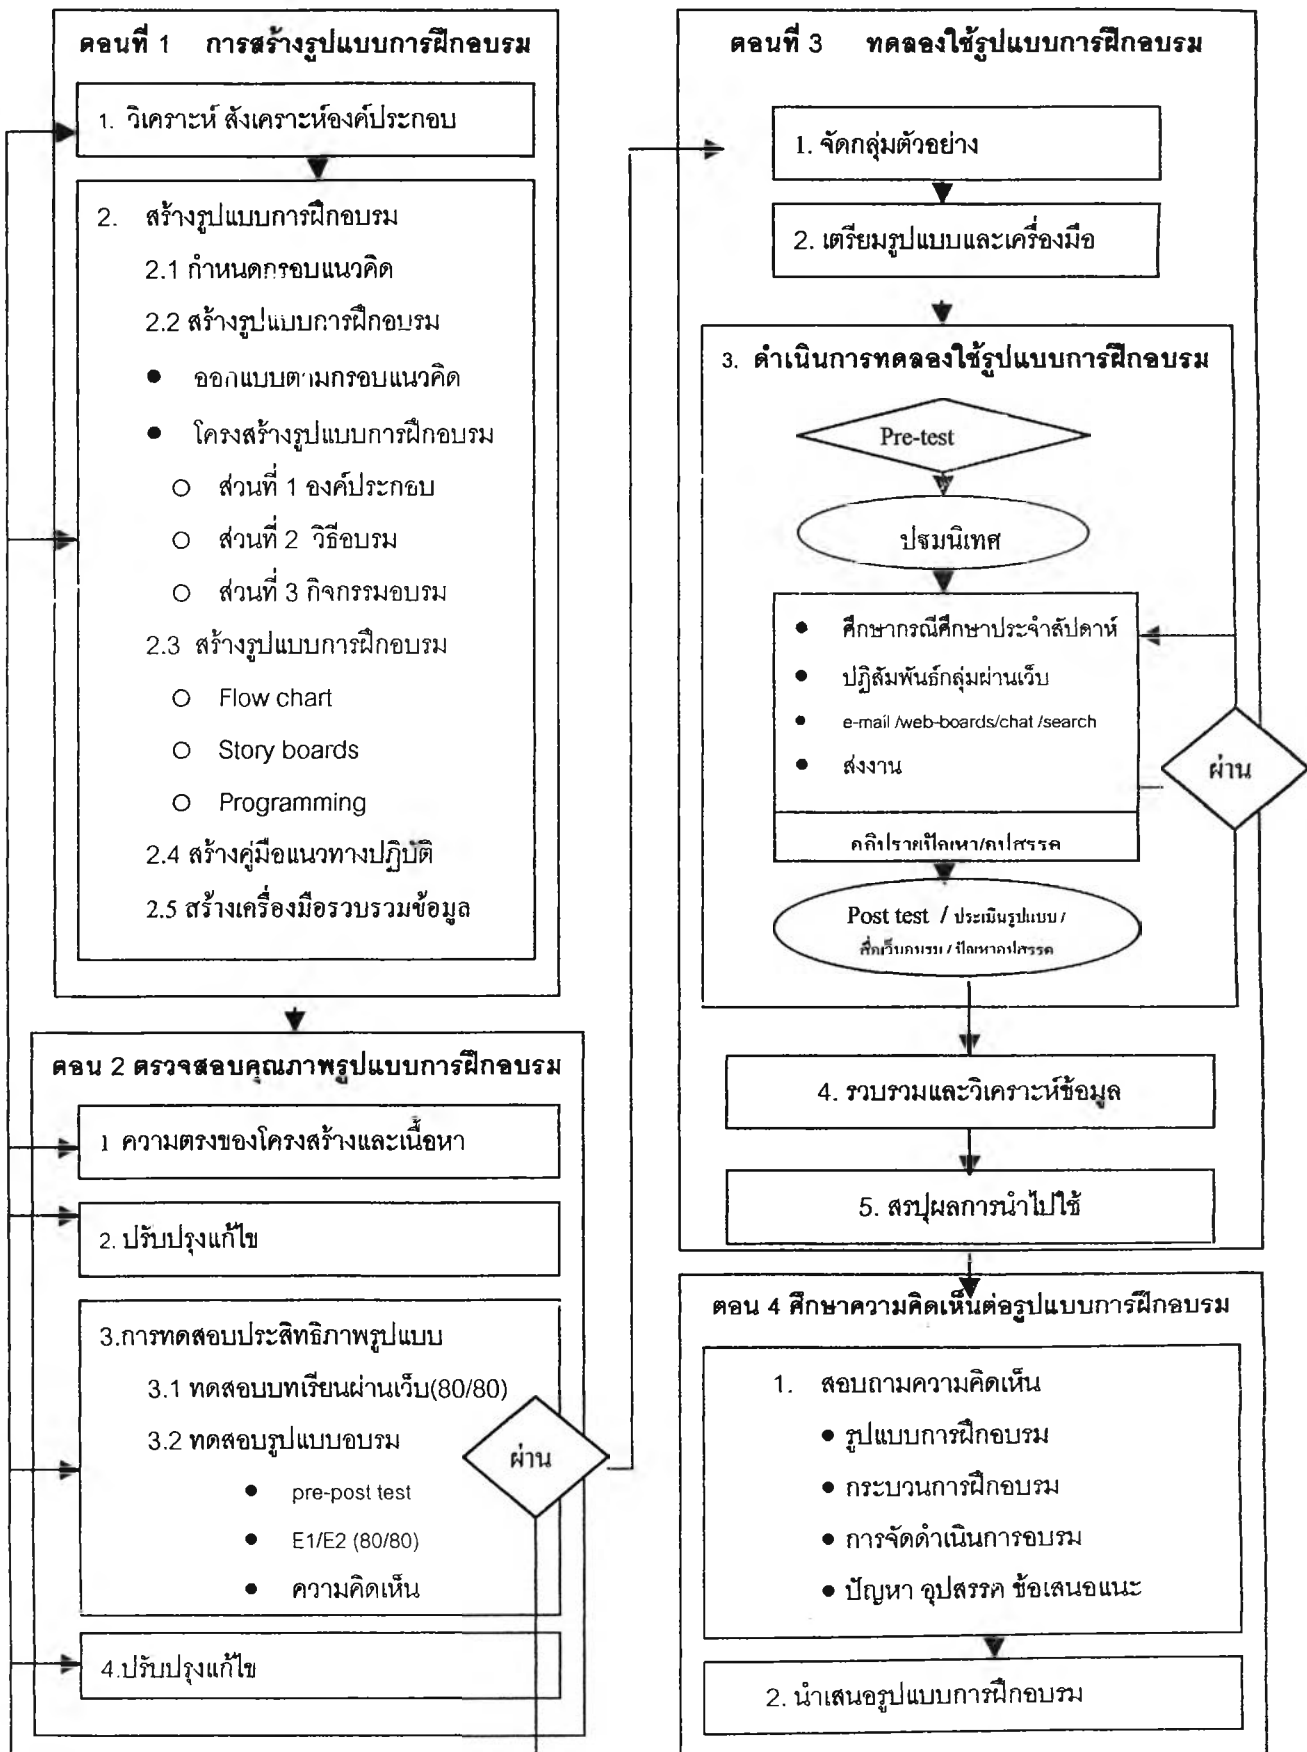 ตอนที่ 1 การสร้างรูปแบบการฝึกอบรม
1. วิเคราะห์ สังเคราะห์องค์ประกอบ
2. สร้างรูปแบบการฝึกอบรม
2.1 กำหนดกรอบแนวคิด
2.2 สร้างรูปแบบการฝึกอบรม
● ออกแบบตามกรอบแนวคิด
● โครงสร้างรูปแบบการฝึกอบรม
○ ส่วนที่ 1 องค์ประกอบ
○ ส่วนที่ 2 วิธีอบรม
○ ส่วนที่ 3 กิจกรรมอบรม
2.3 สร้างรูปแบบการฝึกอบรม
○ Flow chart
○ Story boards
○ Programming
2.4 สร้างคู่มือแนวทางปฏิบัติ
2.5 สร้างเครื่องมือรวบรวมข้อมูล
ตอน 2 ตรวจสอบคุณภาพรูปแบบการฝึกอบรม
1 ความตรงของโครงสร้างและเนื้อหา
2. ปรับปรุงแก้ไข
3.การทดสอบประสิทธิภาพรูปแบบ
3.1 ทดสอบบทเรียนผ่านเว็บ(80/80)
3.2 ทดสอบรูปแบบอบรม
● pre-post test
● E1/E2 (80/80)
● ความคิดเห็น
ผ่าน
4.ปรับปรุงแก้ไข
ตอนที่ 3 ทดลองใช้รูปแบบการฝึกอบรม
1. จัดกลุ่มตัวอย่าง
2. เตรียมรูปแบบและเครื่องมือ
3. ดำเนินการทดลองใช้รูปแบบการฝึกอบรม
Pre-test
ปฐมนิเทศ
● ศึกษากรณีศึกษาประจำสัปดาห์
● ปฏิสัมพันธ์กลุ่มผ่านเว็บ
● e-mail /web-boards/chat /search
● ส่งงาน
ผ่าน
อภิปรายปัญหา/อุปสรรค
Post test / ประเมินรูปแบบ /
สื่อเว็บอบรม / ปัญหาอุปสรรค
4. รวบรวมและวิเคราะห์ข้อมูล
5. สรุปผลการนำไปใช้
ตอน 4 ศึกษาความคิดเห็นต่อรูปแบบการฝึกอบรม
1. สอบถามความคิดเห็น
● รูปแบบการฝึกอบรม
● กระบวนการฝึกอบรม
● การจัดดำเนินการอบรม
● ปัญหา อุปสรรค ข้อเสนอแนะ
2. นำเสนอรูปแบบการฝึกอบรม